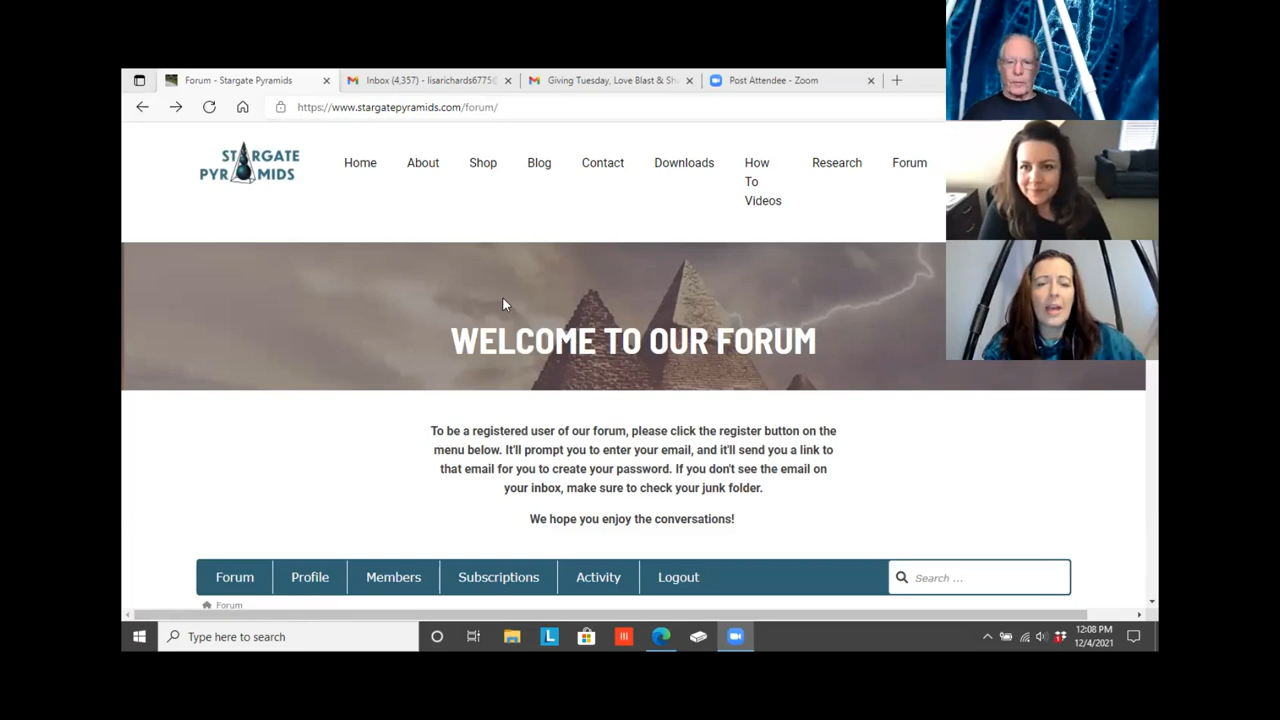 Forum - Stargate Pyramids
Inbox (4,357) - lisarichards6775@
Giving Tuesday, Love Blast & Sh
Post Attendee - Zoom
https://www.stargatepyramids.com/forum/
STARGATE
PYRAMIDS
Home
About
Shop
Blog
Contact
Downloads
How
To
Videos
Research
Forum
WELCOME TO OUR FORUM
To be a registered user of our forum, please click the register button on the
menu below. It'll prompt you to enter your email, and it'll send you a link to
that email for you to create your password. If you don't see the email on
your inbox, make sure to check your junk folder.
We hope you enjoy the conversations!
Forum
Profile
Members
Subscriptions
Activity
Logout
Search ...
Forum
Type here to search
L
12:08 PM
12/4/2021